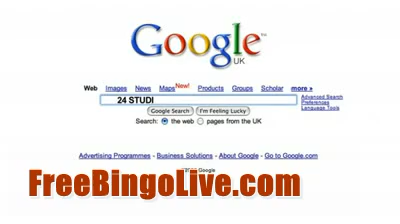 Google™
UK
Web Images News Maps New! Products Groups Scholar more »
24 STUDI
Advanced Search
Preferences
Language Tools
Google Search I'm Feeling Lucky
Search: the web pages from the UK
Advertising Programmes - Business Solutions - About Google - Go to Google.com
Google
FreeBingoLive.com